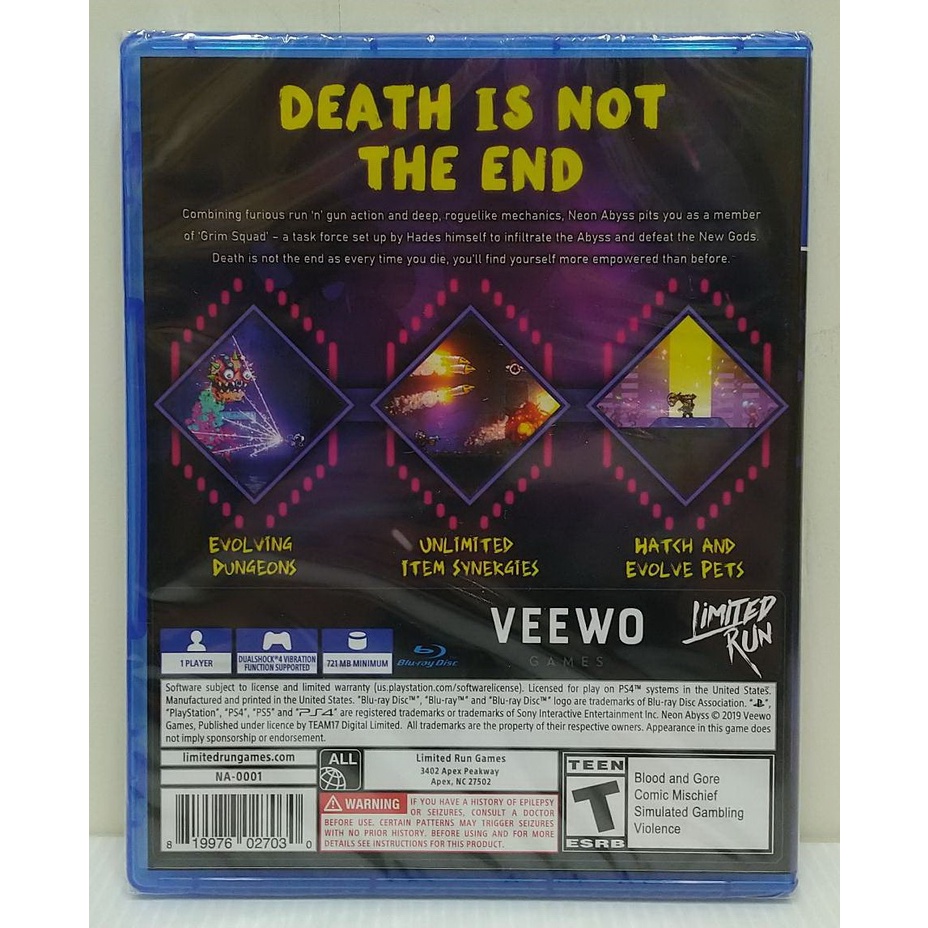 DEATH IS NOT
THE END
Combining furious run 'n' gun action and deep, roguelike mechanics, Neon Abyss pits you as a member
of 'Grim Squad' – a task force set up by Hades himself to infiltrate the Abyss and defeat the New Gods.
Death is not the end as every time you die, you'll find yourself more empowered than before.
EVOLVING
DUNGEONS
UNLIMITED
ITEM SYNERGIES
HATCH AND
EVOLVE PETS
VEEWO
GAMES
LIMITED
RUN
1 PLAYER
DUALSHOCK®4 VIBRATION
FUNCTION SUPPORTED
721 MB MINIMUM
Blu-ray Disc
Software subject to license and limited warranty (us.playstation.com/softwarelicense). Licensed for play on PS4™ systems in the United States.
Manufactured and printed in the United States. "Blu-ray Disc™", "Blu-ray™" and "Blu-ray Disc™" logo are trademarks of Blu-ray Disc Association. "",
"PlayStation", "PS4", "PS5" and "PS4" are registered trademarks or trademarks of Sony Interactive Entertainment Inc. Neon Abyss © 2019 Veewo
Games, Published under licence by TEAM17 Digital Limited. All trademarks are the property of their respective owners. Appearance in this game does
not imply sponsorship or endorsement.
limitedrungames.com
NA-0001
8 19976 02703 0
ALL
Limited Run Games
3402 Apex Peakway
Apex, NC 27502
WARNING IF YOU HAVE A HISTORY OF EPILEPSY
OR SEIZURES, CONSULT A DOCTOR
BEFORE USE. CERTAIN PATTERNS MAY TRIGGER SEIZURES
WITH NO PRIOR HISTORY. BEFORE USING AND FOR MORE
DETAILS SEE INSTRUCTIONS FOR THIS PRODUCT.
TEEN
T
ESRB
Blood and Gore
Comic Mischief
Simulated Gambling
Violence